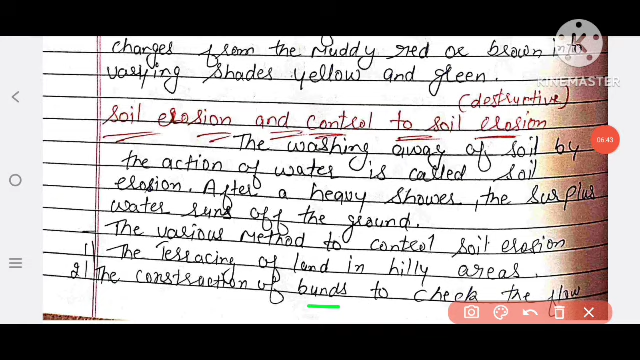 changes from the muddy red or brown into
varying shades yellow and green.
(destructive)
soil erosion and control to soil erosion
The washing away of soil by
the action of water is called soil
erosion. After a heavy shower, the surplus
water runs off the ground.
The various method to control soil erosion
1| The terracing of land in hilly areas.
2| The construction of bunds to check the flow
KINEMASTER
06:43